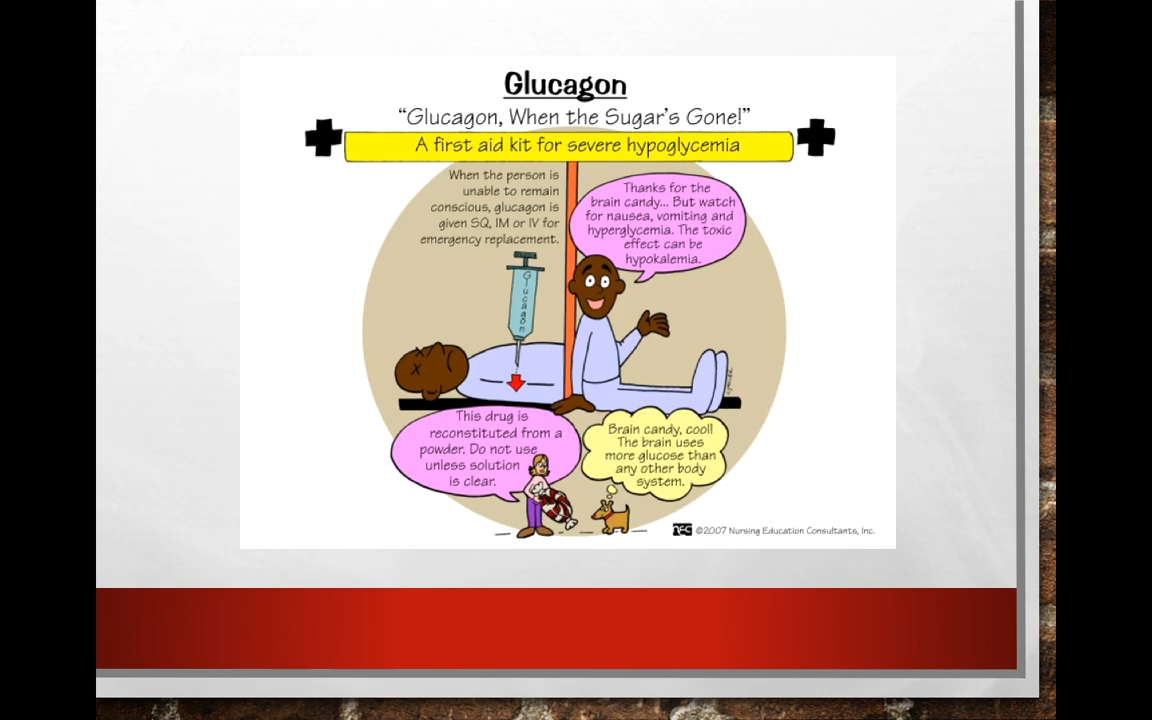 Glucagon
“Glucagon, When the Sugar’s Gone!”
A first aid kit for severe hypoglycemia
When the person is
unable to remain
conscious, glucagon is
given SQ, IM or IV for
emergency replacement.
Thanks for the
brain candy... But watch
for nausea, vomiting and
hyperglycemia. The toxic
effect can be
hypokalemia.
Glucagon
This drug is
reconstituted from a
powder. Do not use
unless solution
is clear.
Brain candy, cool!
The brain uses
more glucose than
any other body
system.
©2007 Nursing Education Consultants, Inc.